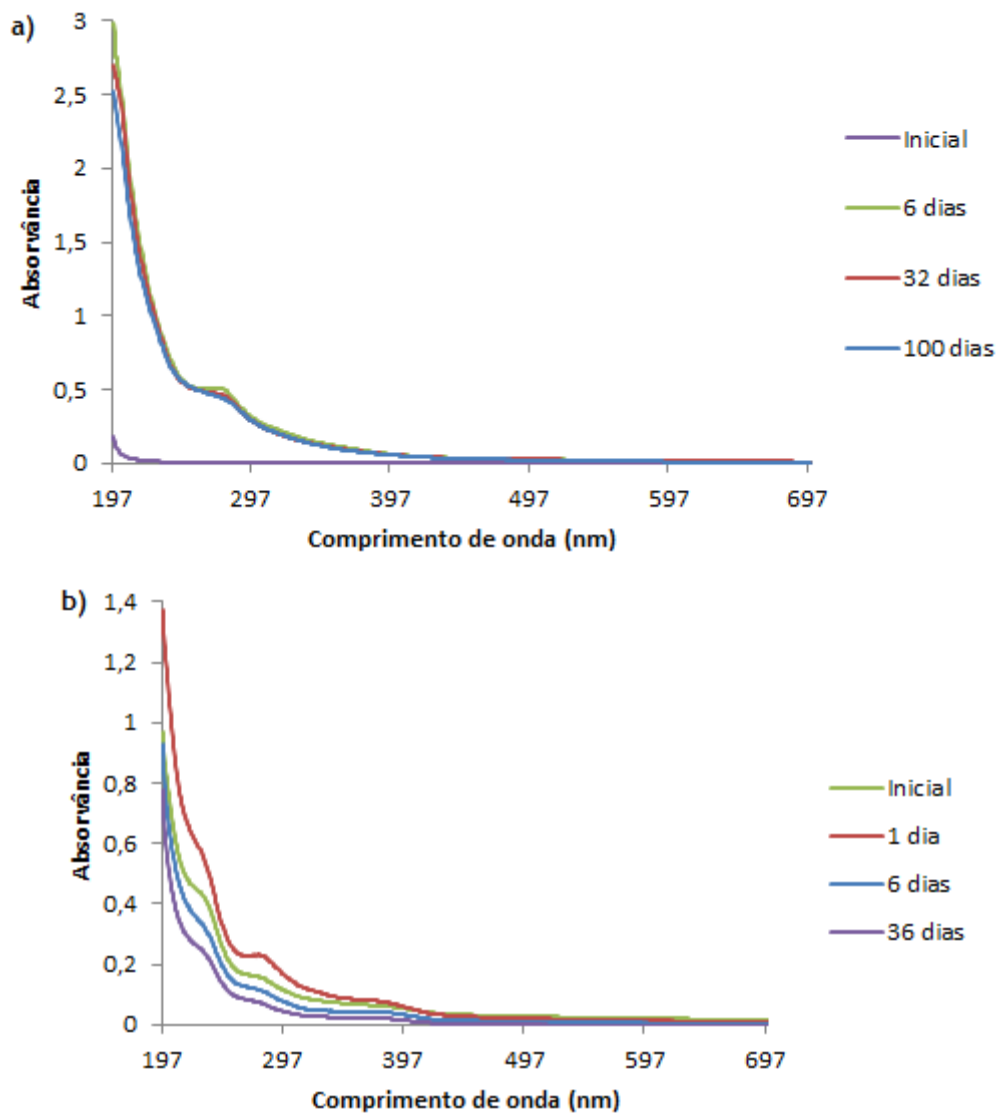 a)
3
2,5
2
1,5
1
0,5
0
Absorvância
197 297 397 497 597 697
Comprimento de onda (nm)
Inicial
6 dias
32 dias
100 dias
b)
1,4
1,2
1
0,8
0,6
0,4
0,2
0
Absorvância
197 297 397 497 597 697
Comprimento de onda (nm)
Inicial
1 dia
6 dias
36 dias